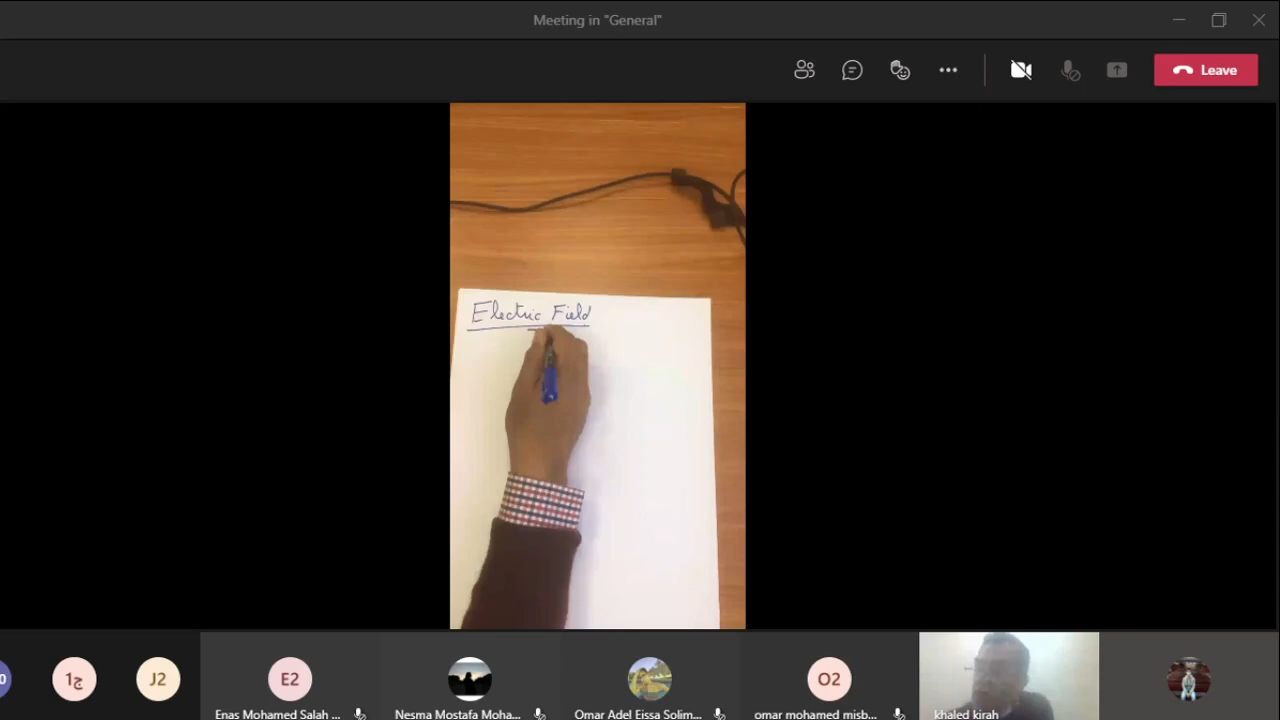 Meeting in "General"
Leave
Electric Field
ج1
J2
E2
O2
Enas Mohamed Salah ...
Nesma Mostafa Moha...
Omar Adel Eissa Solim...
omar mohamed misb...
khaled kirah